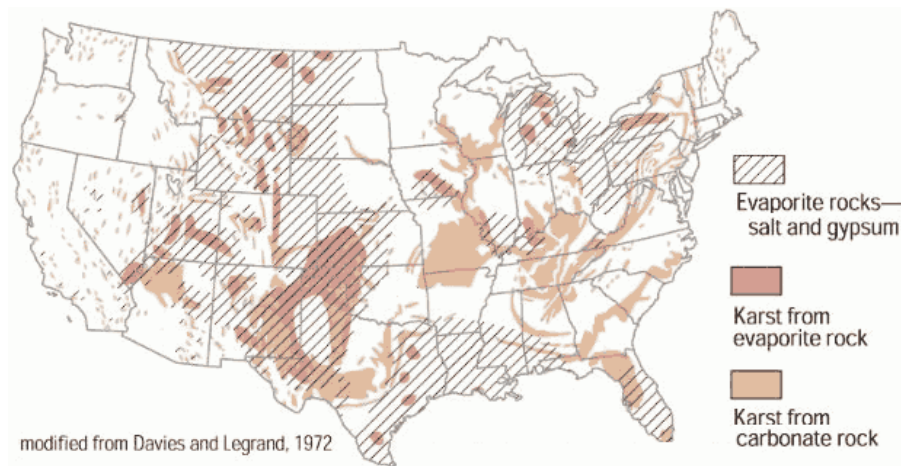 Evaporite rocks—
salt and gypsum
Karst from
evaporite rock
Karst from
carbonate rock
modified from Davies and Legrand, 1972